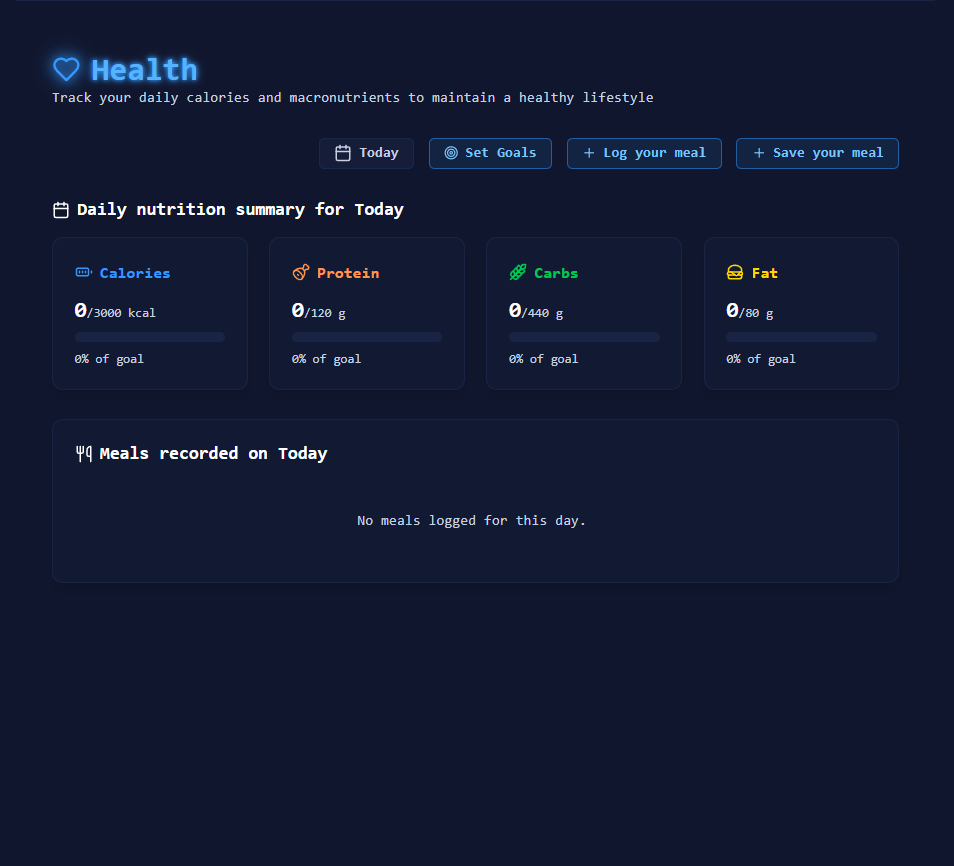 Health
Track your daily calories and macronutrients to maintain a healthy lifestyle
Today
Set Goals
+ Log your meal
+ Save your meal
Daily nutrition summary for Today
Calories
0/3000 kcal
0% of goal
Protein
0/120 g
0% of goal
Carbs
0/440 g
0% of goal
Fat
0/80 g
0% of goal
Meals recorded on Today
No meals logged for this day.